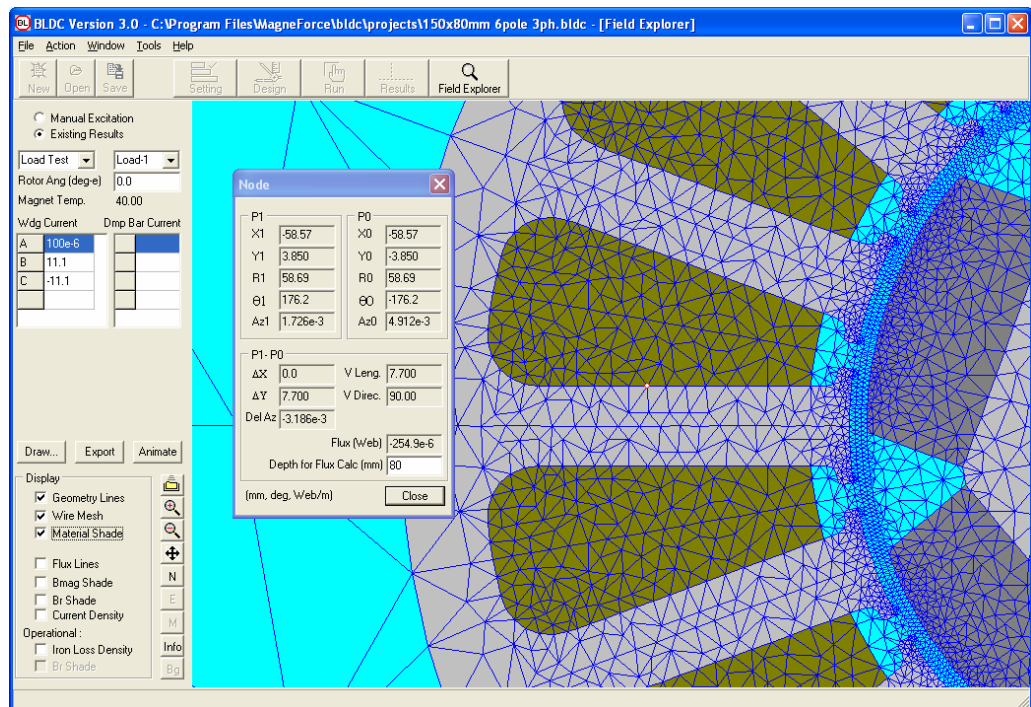 BLDC Version 3.0 - C:\Program Files\MagneForce\bldc\projects\150x80mm 6pole 3ph.bldc - [Field Explorer]
File Action Window Tools Help
New Open Save Setting Design Run Results Field Explorer
Manual Excitation
Existing Results
Load Test Load-1
Rotor Ang (deg-e) 0.0
Magnet Temp. 40.00
Wdg Current Dmp Bar Current
A 100e-6
B 11.1
C -11.1
Node
P1 P0
X1 -58.57 X0 -58.57
Y1 3.850 Y0 -3.850
R1 58.69 R0 58.69
Θ1 176.2 Θ0 -176.2
Az1 1.726e-3 Az0 4.912e-3
P1- P0
ΔX 0.0 V Leng. 7.700
ΔY 7.700 V Direc. 90.00
Del Az -3.186e-3
Flux (Web) -254.9e-6
Depth for Flux Calc (mm) 80
(mm, deg, Web/m) Close
Draw... Export Animate
Display
Geometry Lines
Wire Mesh
Material Shade
Flux Lines
Bmag Shade N
Br Shade E
Current Density
M
Operational :
Iron Loss Density Info
Br Shade Bg